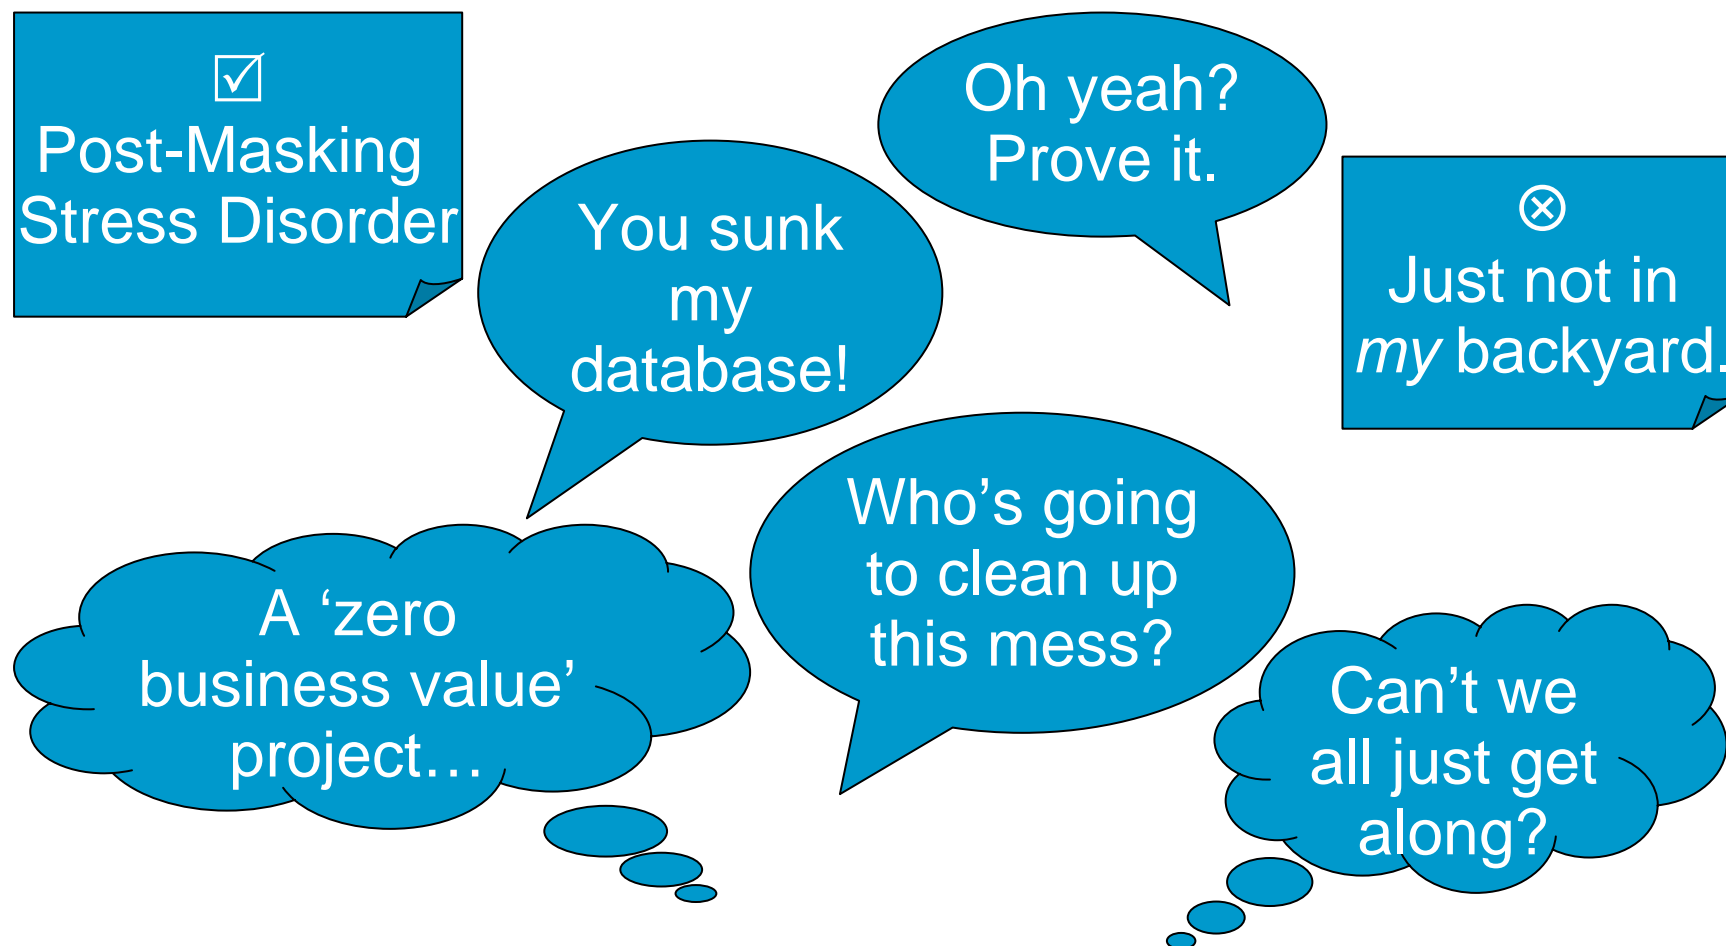 ☑
Post-Masking
Stress Disorder
You sunk
my
database!
Oh yeah?
Prove it.
⊗
Just not in
my backyard.
A ‘zero
business value’
project…
Who’s going
to clean up
this mess?
Can’t we
all just get
along?